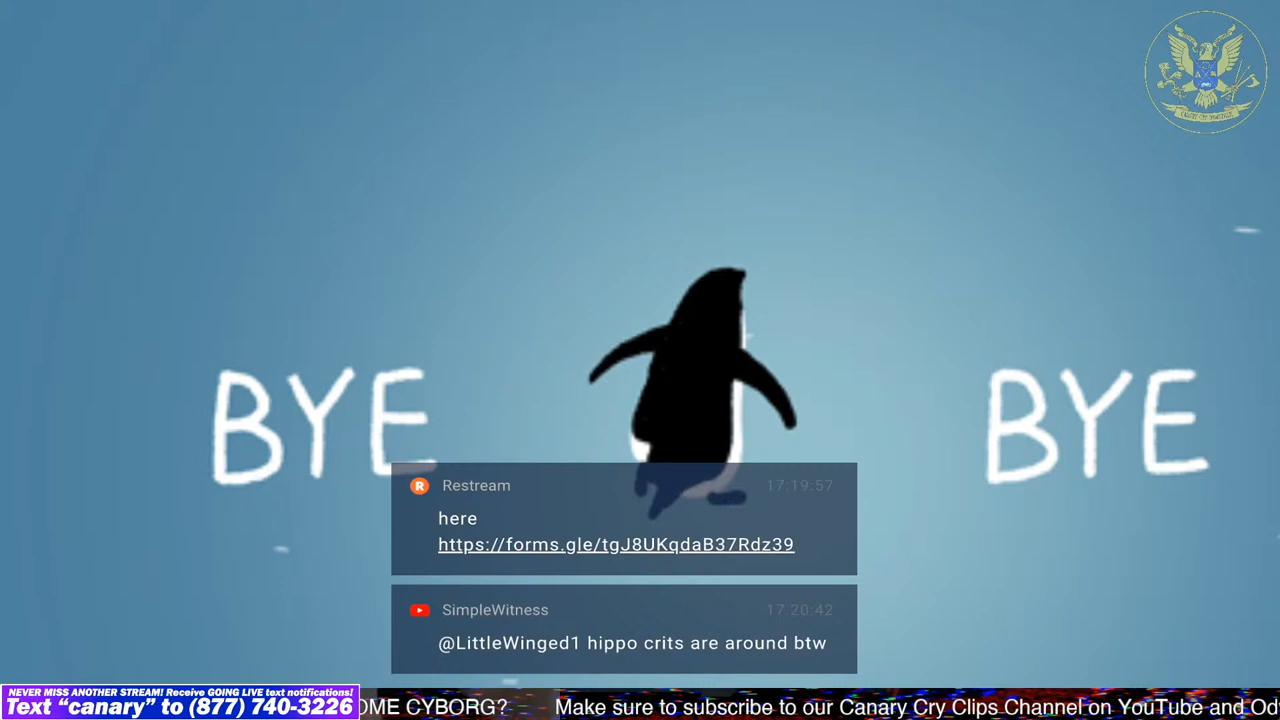 BYE BYE
Restream 17:19:57
here
https://forms.gle/tgJ8UKqdaB37Rdz39
SimpleWitness 17:20:42
@LittleWinged1 hippo crits are around btw
NEVER MISS ANOTHER STREAM! Receive GOING LIVE text notifications!
Text “canary” to (877) 740-3226
OME CYBORG? Make sure to subscribe to our Canary Cry Clips Channel on YouTube and Od